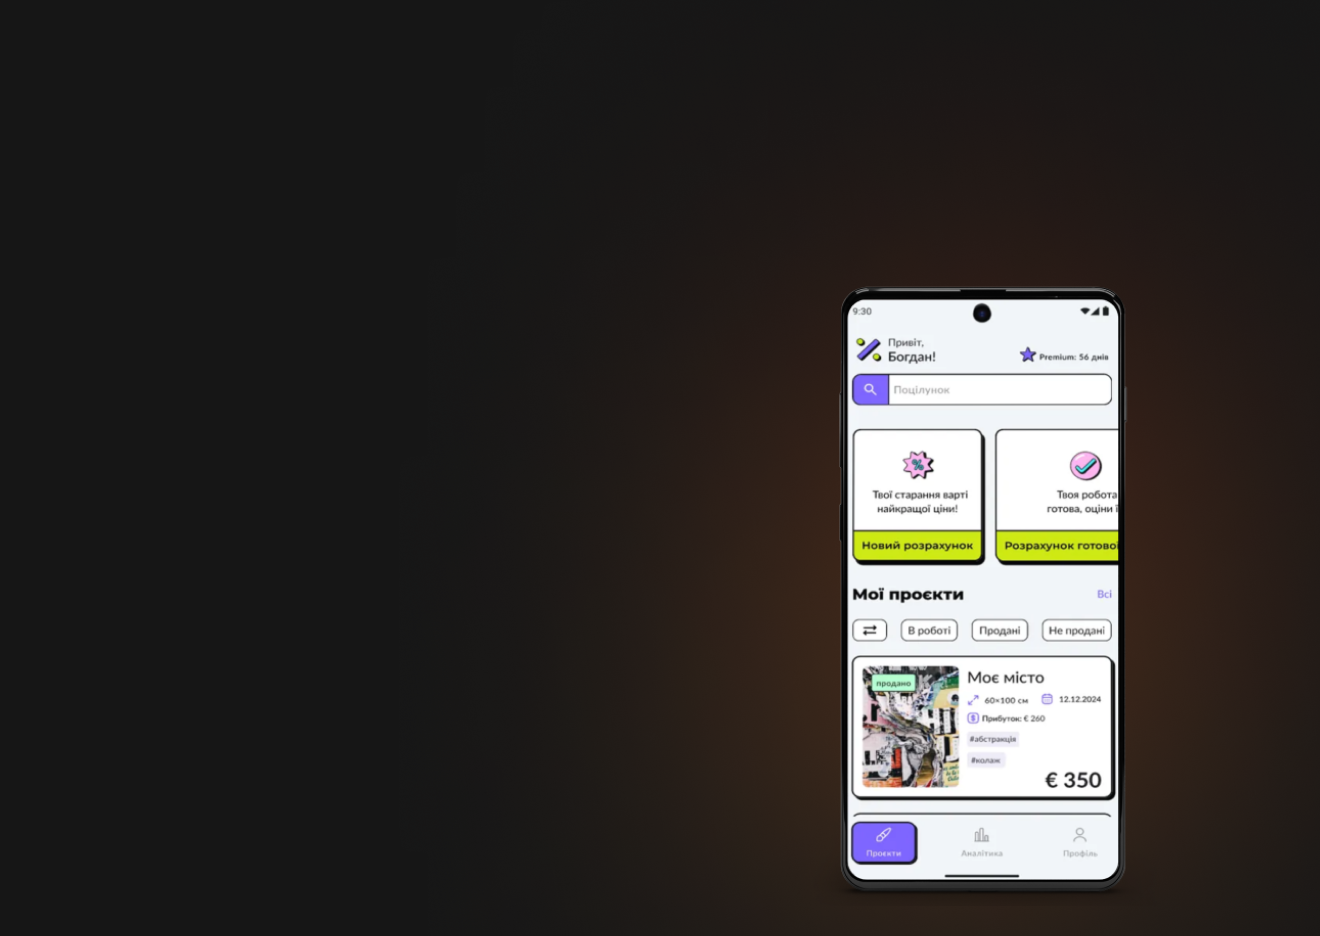 9:30
Привіт,
Богдан!
Premium: 56 днів
Поцілунок
Твої старання варті
найкращої ціни!
Новий розрахунок
Твоя робота
готова, оціни ї
Розрахунок готової
Мої проєкти
Всі
В роботі
Продані
Не продані
продано
Моє місто
60×100 см
12.12.2024
Прибуток: € 260
#абстракція
#колаж
€ 350
Проєкти
Аналітика
Профіль